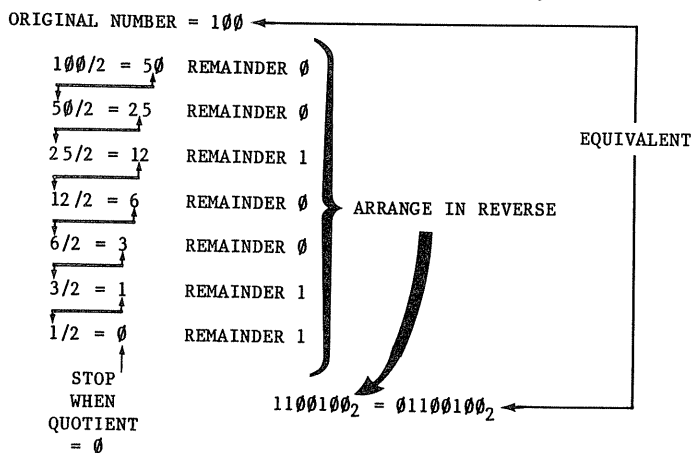 ORIGINAL NUMBER = 1ØØ
1ØØ/2 = 5Ø REMAINDER Ø
5Ø/2 = 25 REMAINDER Ø
25/2 = 12 REMAINDER 1
12/2 = 6 REMAINDER Ø
6/2 = 3 REMAINDER Ø
3/2 = 1 REMAINDER 1
1/2 = Ø REMAINDER 1
STOP
WHEN
QUOTIENT
= Ø
ARRANGE IN REVERSE
EQUIVALENT
11ØØ1ØØ₂ = Ø11ØØ1ØØ₂